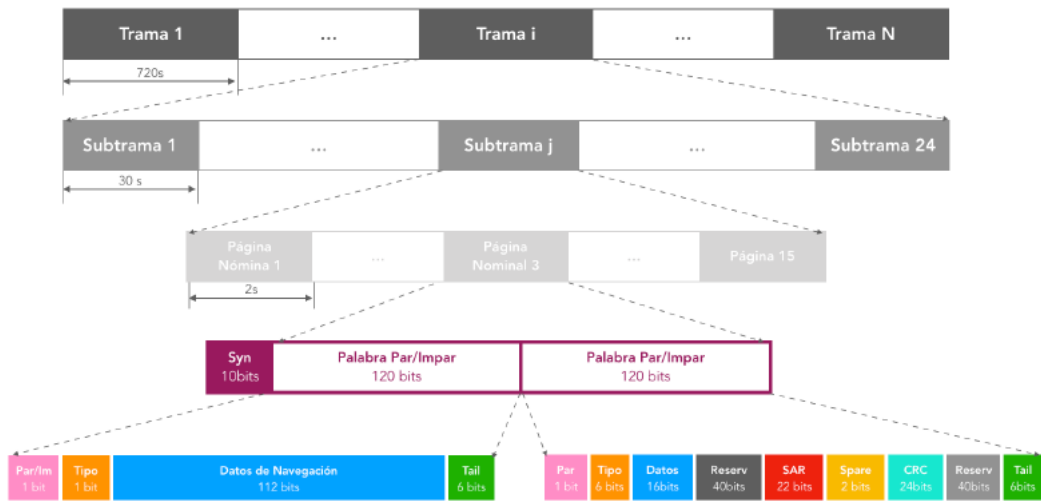 Trama 1
...
Trama i
...
Trama N
720s
Subtrama 1
...
Subtrama j
...
Subtrama 24
30 s
Página
Nómina 1
...
Página
Nominal 3
...
Página 15
2s
Syn
10bits
Palabra Par/Impar
120 bits
Palabra Par/Impar
120 bits
Par/Im
1 bit
Tipo
1 bit
Datos de Navegación
112 bits
Tail
6 bits
Par
1 bit
Tipo
6 bits
Datos
16bits
Reserv
40bits
SAR
22 bits
Spare
2 bits
CRC
24bits
Reserv
40bits
Tail
6bits